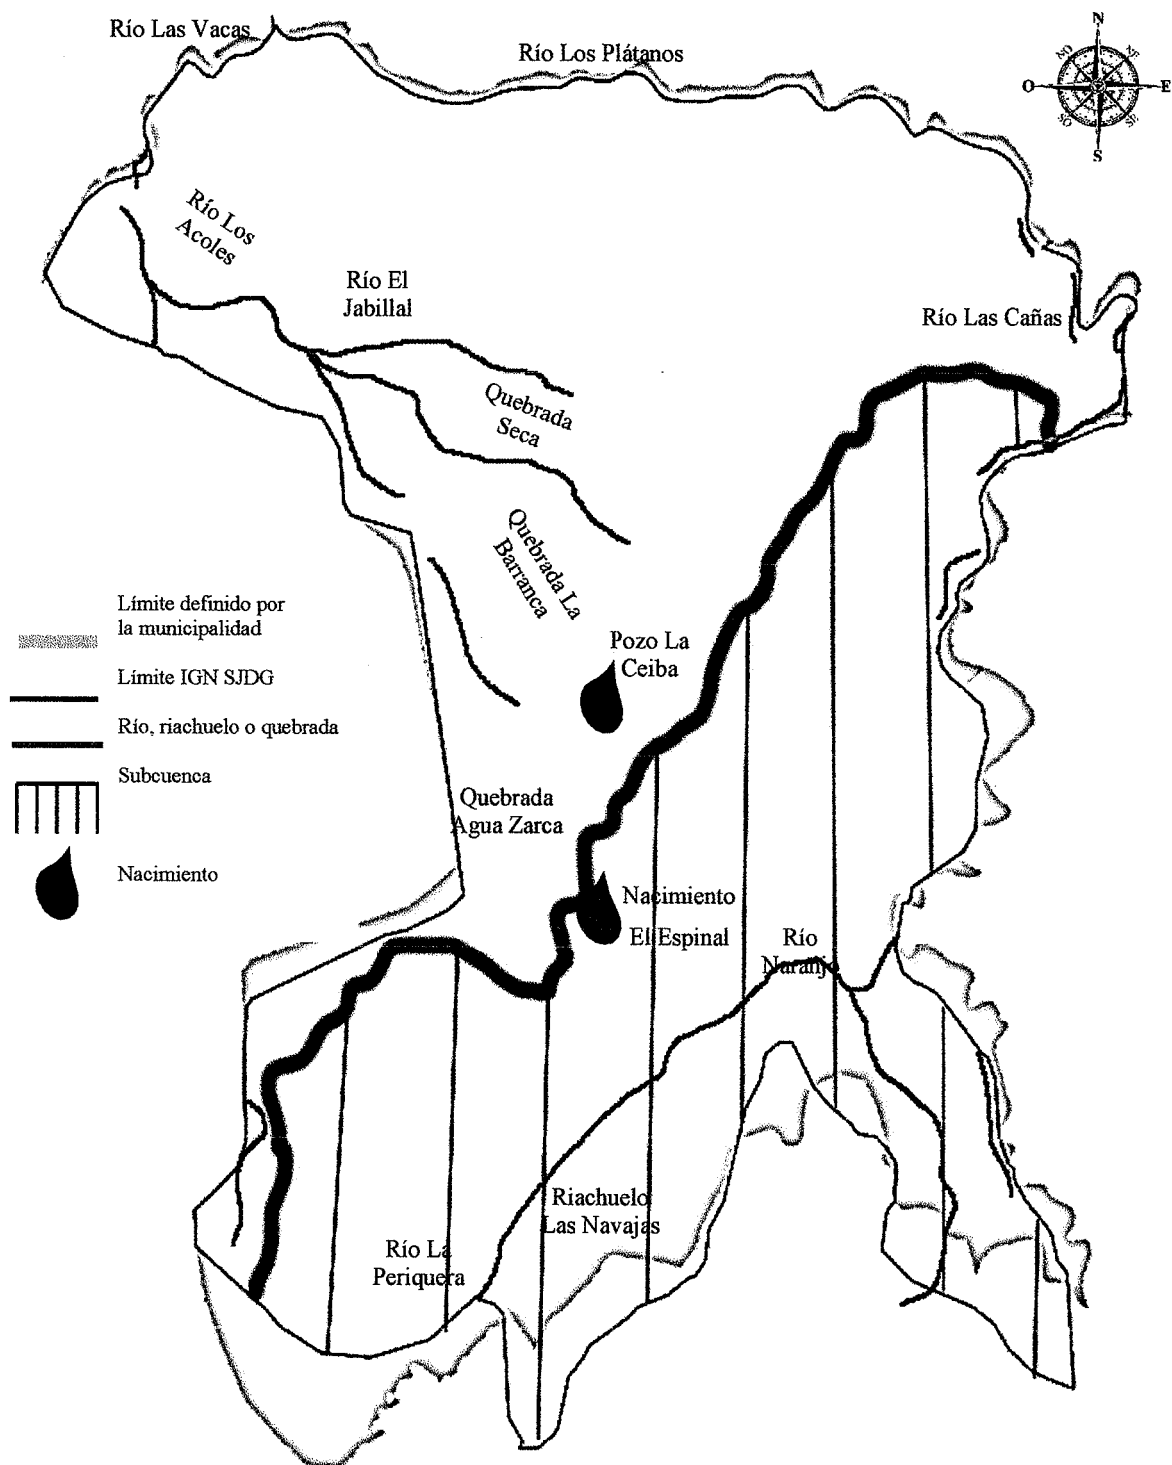 Río Las Vacas
Río Los Plátanos
N
NO
NE
O
E
SO
SE
S
Río Los
Acoles
Río El
Jabillal
Río Las Cañas
Quebrada
Seca
Quebrada La
Barranca
Límite definido por
la municipalidad
Límite IGN SJDG
Río, riachuelo o quebrada
Subcuenca
Nacimiento
Pozo La
Ceiba
Quebrada
Agua Zarca
Nacimiento
El Espinal
Río
Naranjo
Riachuelo
Las Navajas
Río La
Periquera